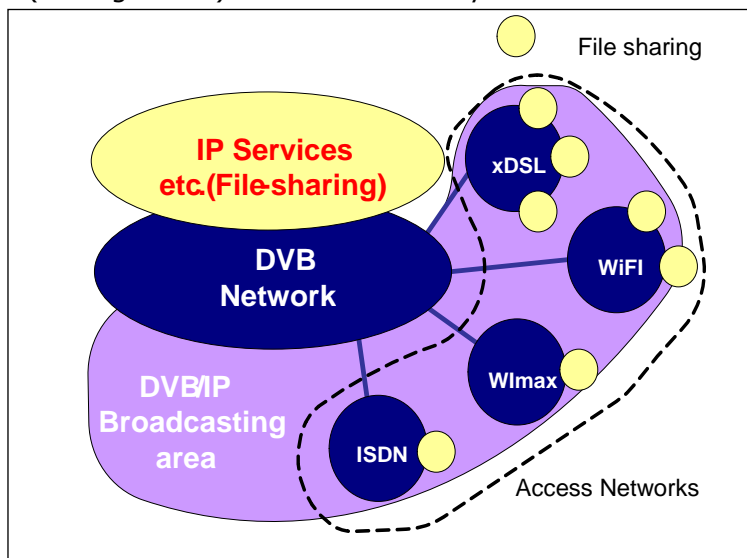 File sharing
IP Services
etc.(File-sharing)
xDSL
DVB
Network
WiFI
DVB/IP
Broadcasting
area
WImax
ISDN
Access Networks